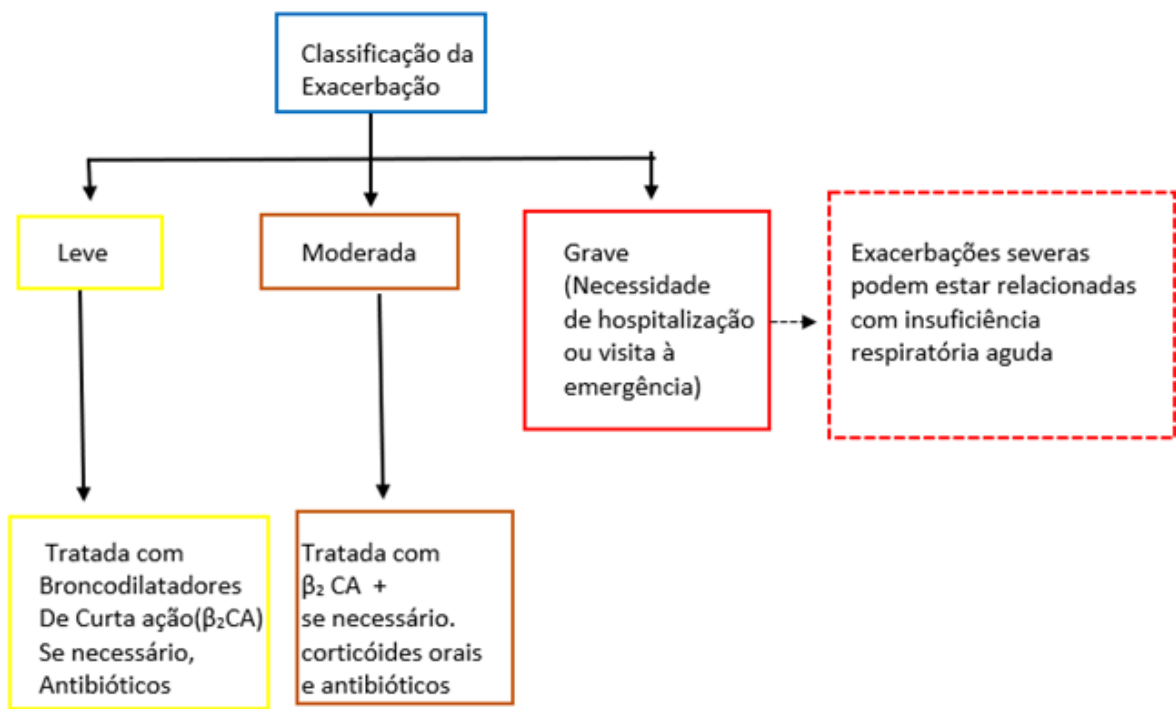 Classificação da
Exacerbação
Leve
Moderada
Grave
(Necessidade
de hospitalização
ou visita à
emergência)
Exacerbações severas
podem estar relacionadas
com insuficiência
respiratória aguda
Tratada com
Broncodilatadores
De Curta ação(β₂CA)
Se necessário,
Antibióticos
Tratada com
β₂ CA +
se necessário.
corticóides orais
e antibióticos